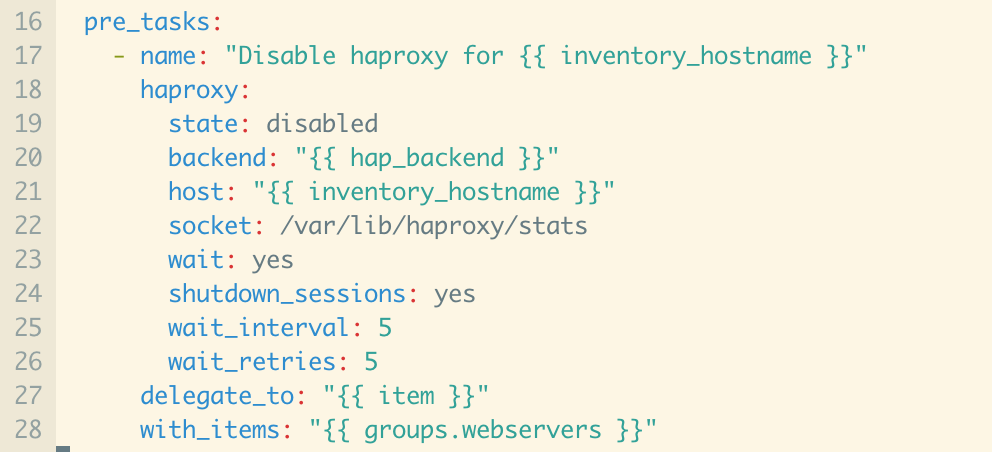 16 pre_tasks:
17 - name: "Disable haproxy for {{ inventory_hostname }}"
18 haproxy:
19 state: disabled
20 backend: "{{ hap_backend }}"
21 host: "{{ inventory_hostname }}"
22 socket: /var/lib/haproxy/stats
23 wait: yes
24 shutdown_sessions: yes
25 wait_interval: 5
26 wait_retries: 5
27 delegate_to: "{{ item }}"
28 with_items: "{{ groups.webservers }}"